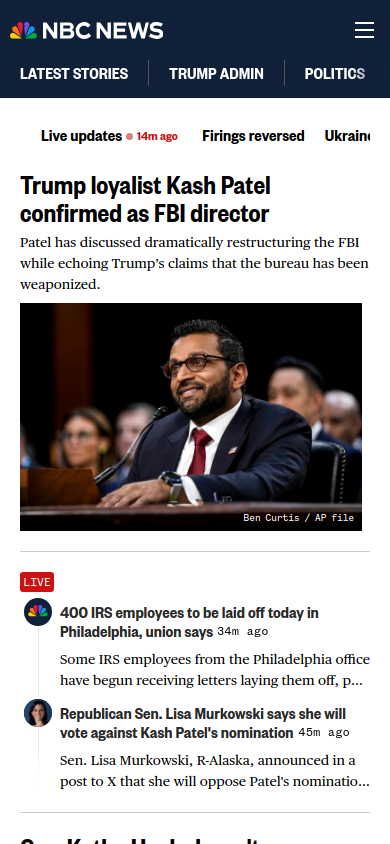 NBC NEWS
LATEST STORIES
TRUMP ADMIN
POLITICS
Live updates 14m ago Firings reversed
Trump loyalist Kash Patel
confirmed as FBI director
Patel has discussed dramatically restructuring the FBI
while echoing Trump’s claims that the bureau has been
weaponized.
Ben Curtis / AP file
LIVE
400 IRS employees to be laid off today in
Philadelphia, union says 34m ago
Some IRS employees from the Philadelphia office
have begun receiving letters laying them off, p...
Republican Sen. Lisa Murkowski says she will
vote against Kash Patel's nomination 45m ago
Sen. Lisa Murkowski, R-Alaska, announced in a
post to X that she will oppose Patel's nominatio...